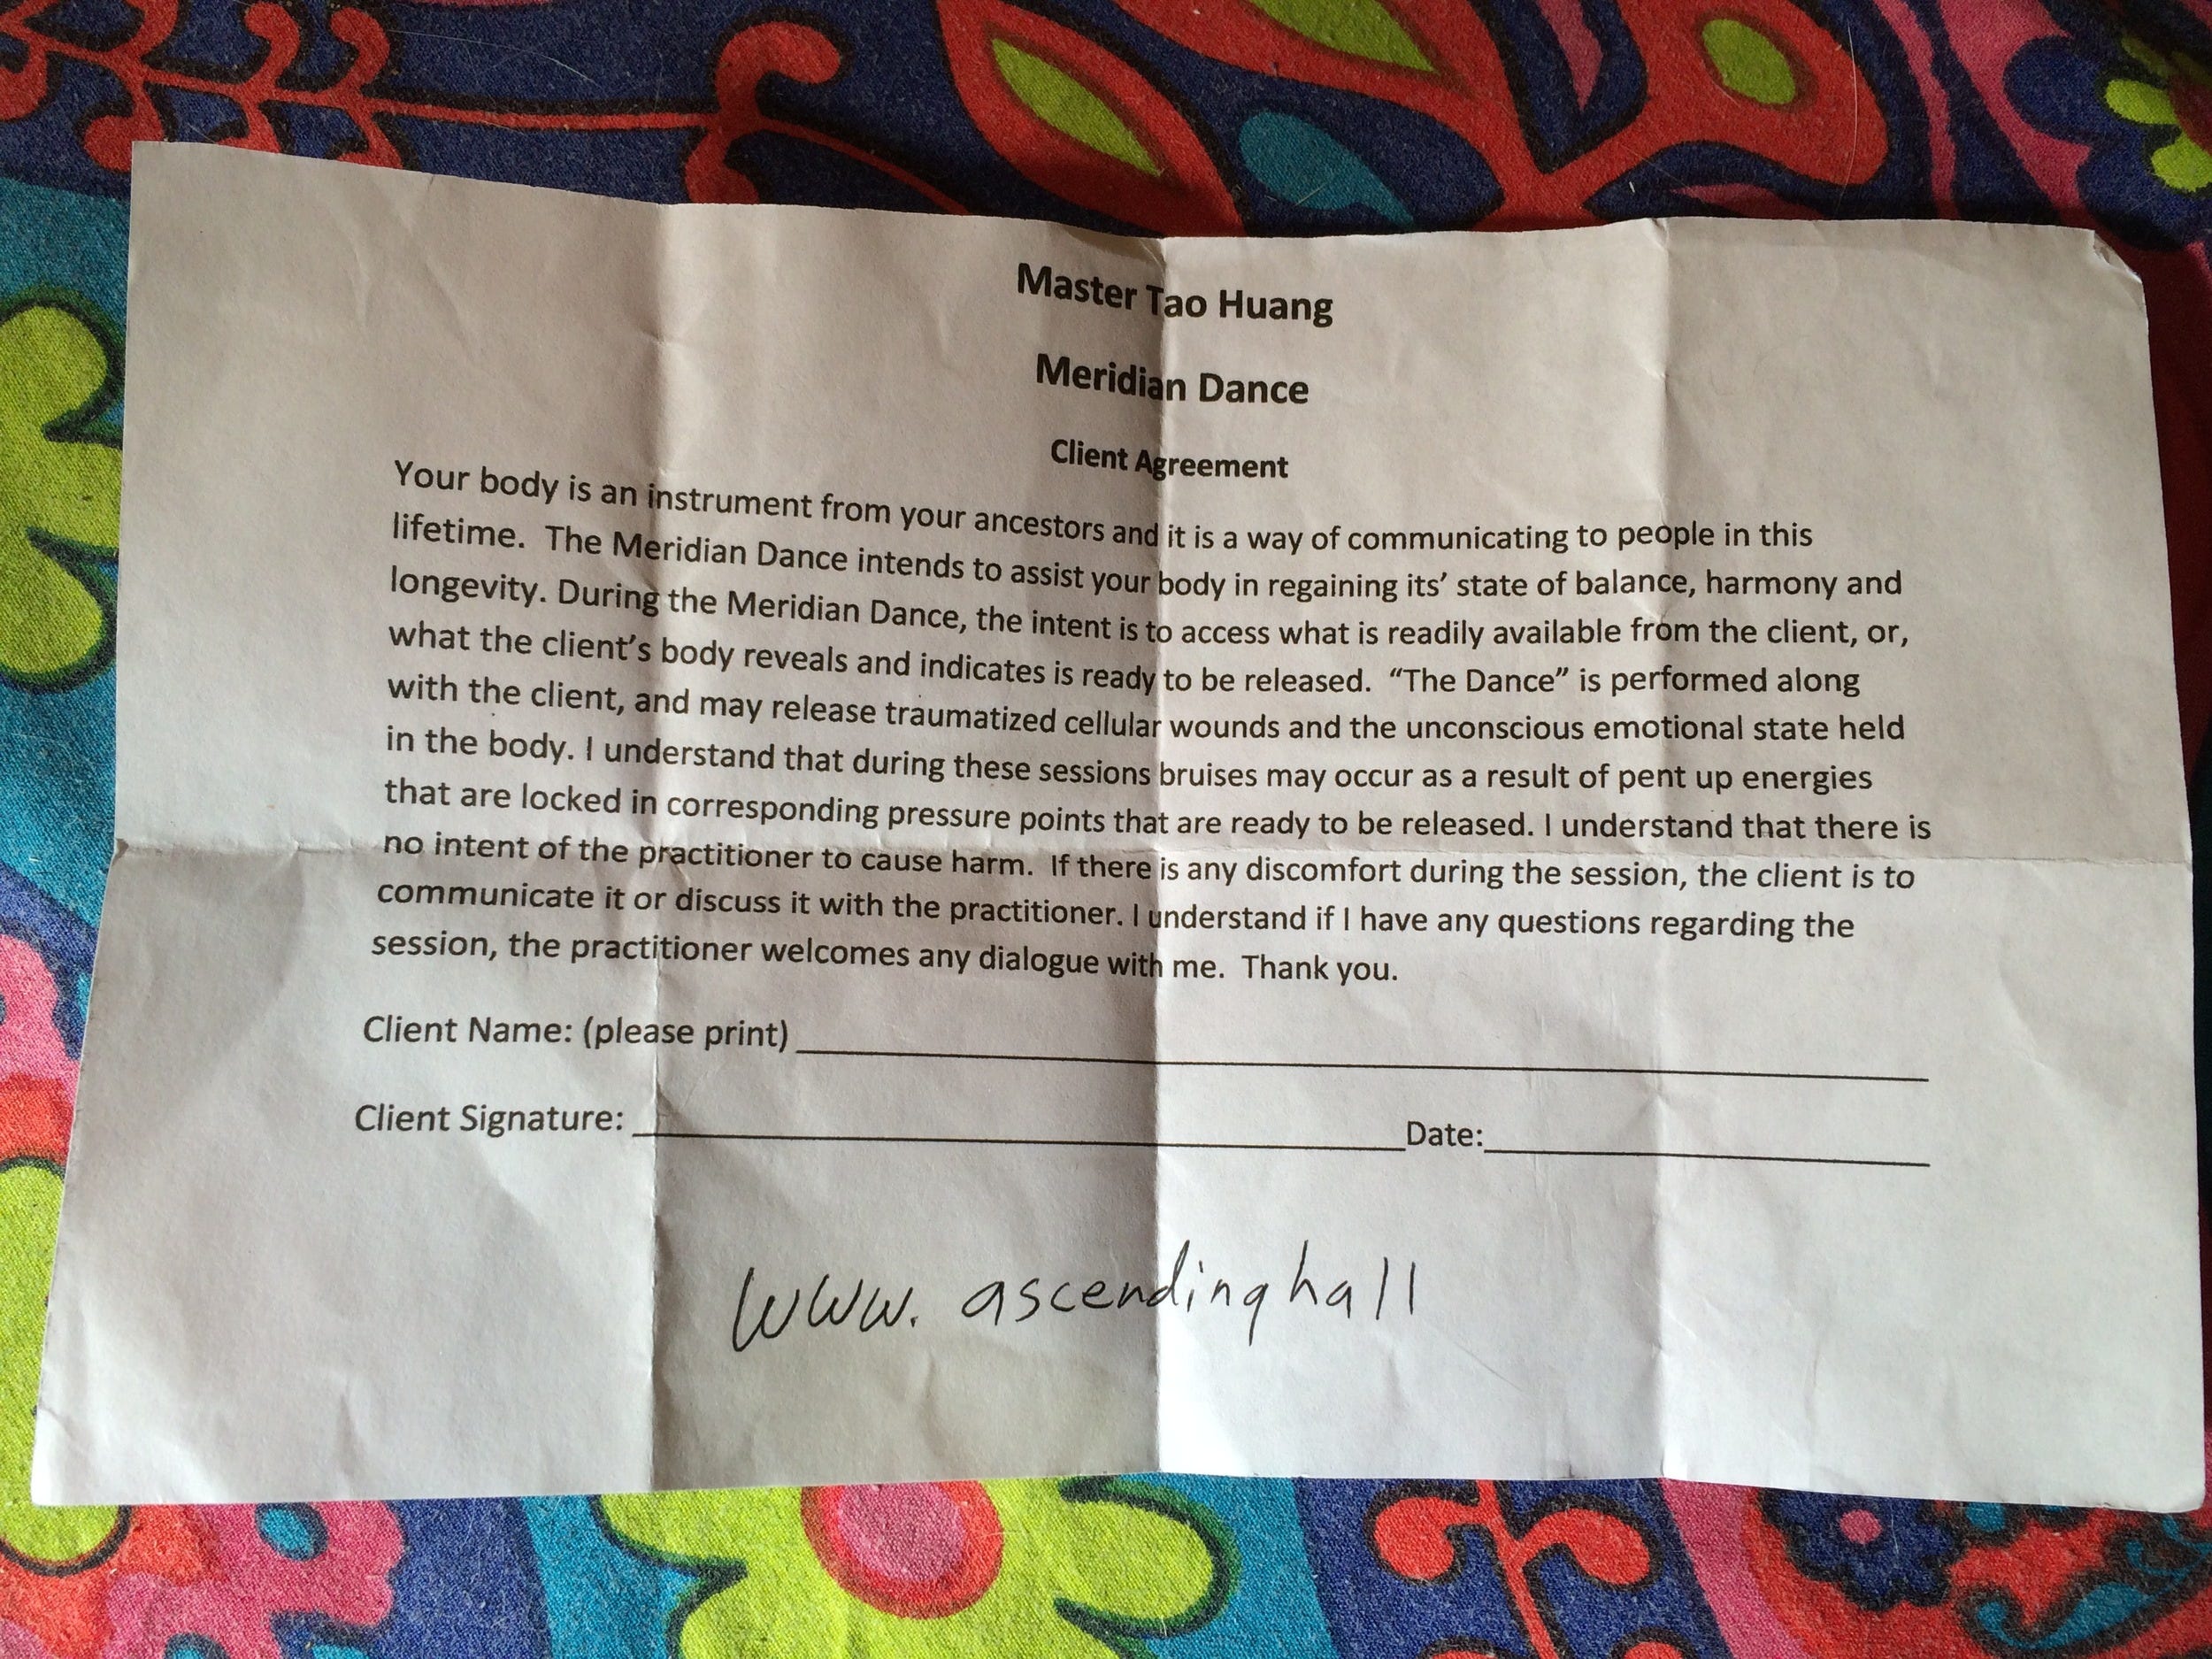 Master Tao Huang
Meridian Dance
Client Agreement
Your body is an instrument from your ancestors and it is a way of communicating to people in this
lifetime.  The Meridian Dance intends to assist your body in regaining its’ state of balance, harmony and
longevity. During the Meridian Dance, the intent is to access what is readily available from the client, or,
what the client’s body reveals and indicates is ready to be released.  “The Dance” is performed along
with the client, and may release traumatized cellular wounds and the unconscious emotional state held
in the body. I understand that during these sessions bruises may occur as a result of pent up energies
that are locked in corresponding pressure points that are ready to be released. I understand that there is
no intent of the practitioner to cause harm.  If there is any discomfort during the session, the client is to
communicate it or discuss it with the practitioner. I understand if I have any questions regarding the
session, the practitioner welcomes any dialogue with me.  Thank you.
Client Name: (please print)
Client Signature: Date:
www. ascendinghall